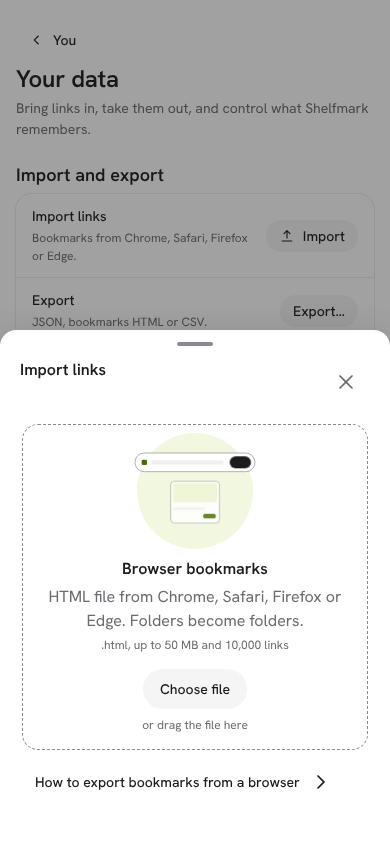 You
Your data
Bring links in, take them out, and control what Shelfmark
remembers.
Import and export
Import links
Bookmarks from Chrome, Safari, Firefox
or Edge.
Import
Export
JSON, bookmarks HTML or CSV.
Export...
Import links
Browser bookmarks
HTML file from Chrome, Safari, Firefox or
Edge. Folders become folders.
.html, up to 50 MB and 10,000 links
Choose file
or drag the file here
How to export bookmarks from a browser